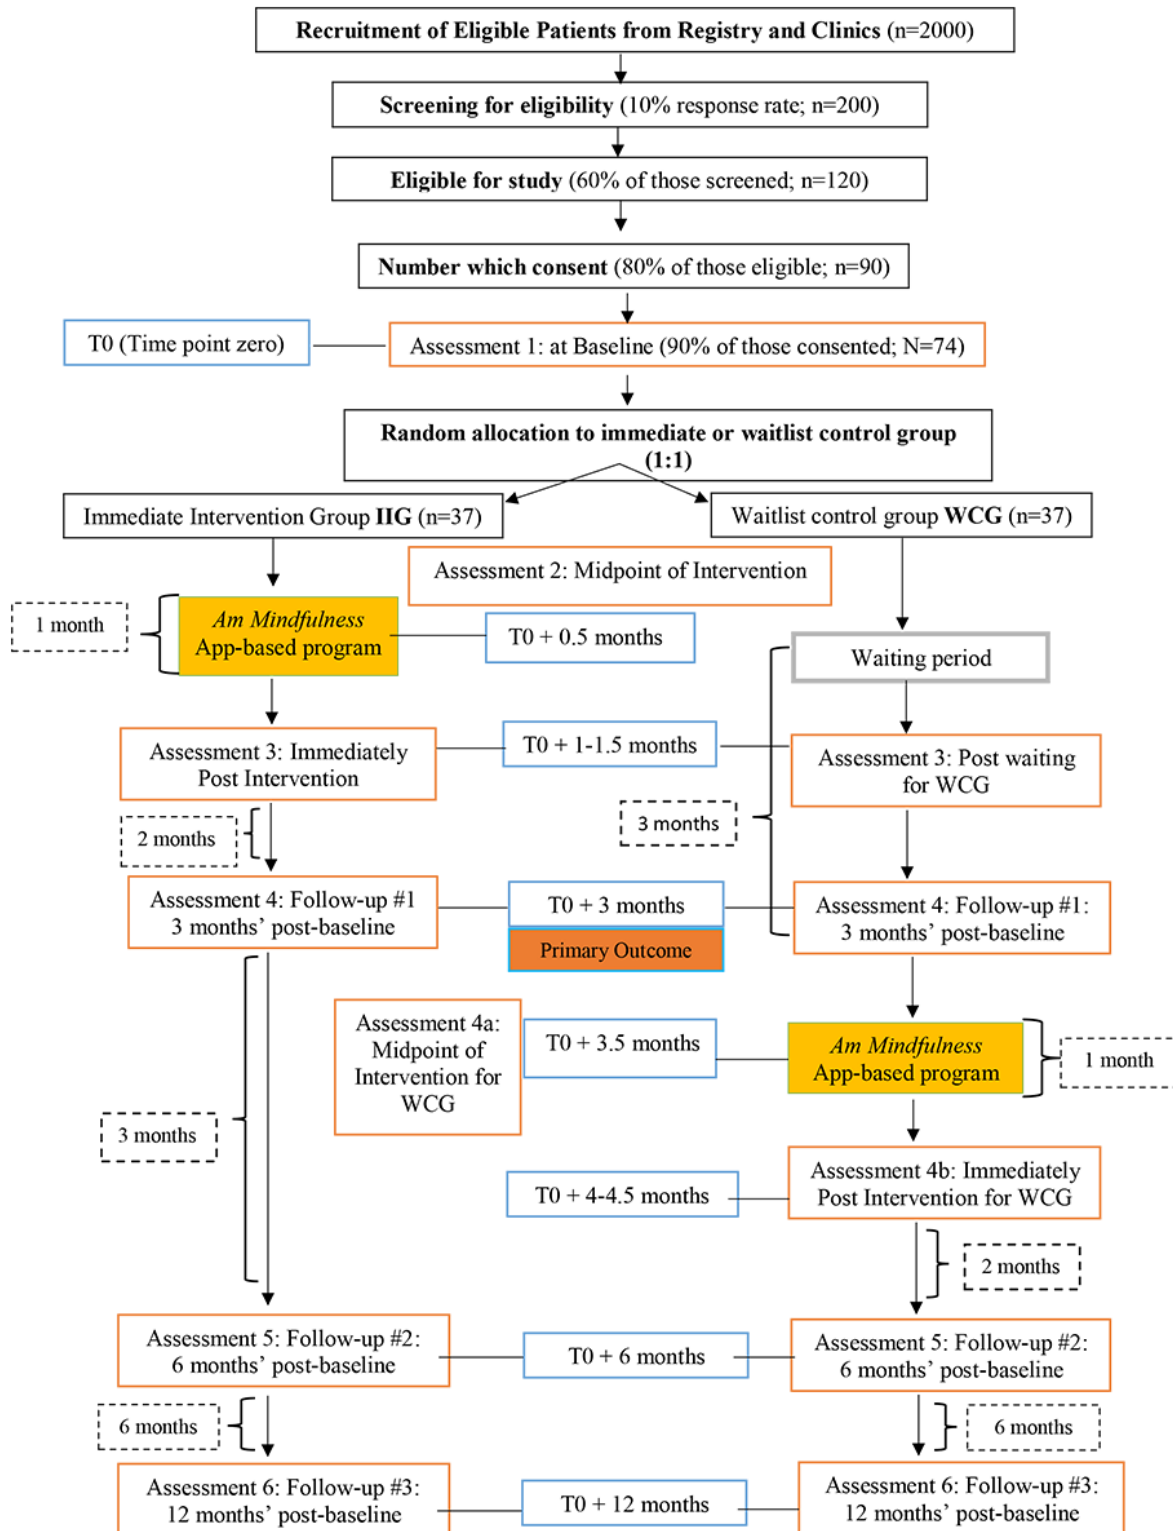 Recruitment of Eligible Patients from Registry and Clinics (n=2000)
Screening for eligibility (10% response rate; n=200)
Eligible for study (60% of those screened; n=120)
Number which consent (80% of those eligible; n=90)
T0 (Time point zero)
Assessment 1: at Baseline (90% of those consented; N=74)
Random allocation to immediate or waitlist control group
(1:1)
Immediate Intervention Group IIG (n=37)
Waitlist control group WCG (n=37)
Assessment 2: Midpoint of Intervention
1 month
Am Mindfulness
App-based program
T0 + 0.5 months
Waiting period
Assessment 3: Immediately
Post Intervention
T0 + 1-1.5 months
Assessment 3: Post waiting
for WCG
2 months
3 months
Assessment 4: Follow-up #1
3 months’ post-baseline
T0 + 3 months
Primary Outcome
Assessment 4: Follow-up #1:
3 months’ post-baseline
Assessment 4a:
Midpoint of
Intervention for
WCG
T0 + 3.5 months
Am Mindfulness
App-based program
1 month
3 months
Assessment 4b: Immediately
Post Intervention for WCG
T0 + 4-4.5 months
2 months
Assessment 5: Follow-up #2:
6 months’ post-baseline
T0 + 6 months
Assessment 5: Follow-up #2:
6 months’ post-baseline
6 months
6 months
Assessment 6: Follow-up #3:
12 months’ post-baseline
T0 + 12 months
Assessment 6: Follow-up #3:
12 months’ post-baseline